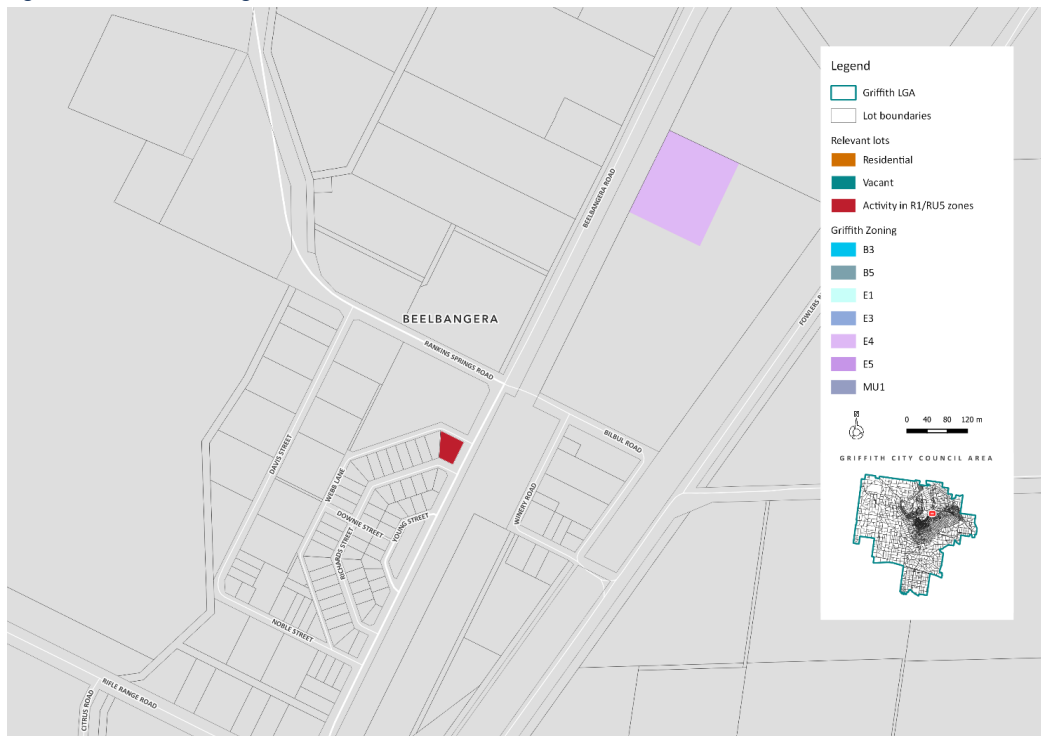 BEELBANGERA
BEELBANGERA ROAD
RANKINS SPRINGS ROAD
BILBUL ROAD
WINERY ROAD
DAVIS STREET
WEBB LANE
DOWNIE STREET
YOUNG STREET
RICHARDS STREET
NOBLE STREET
RIFLE RANGE ROAD
CITRUS ROAD
FOWLERS
Legend
Griffith LGA
Lot boundaries
Relevant lots
Residential
Vacant
Activity in R1/RU5 zones
Griffith Zoning
B3
B5
E1
E3
E4
E5
MU1
0 40 80 120 m
GRIFFITH CITY COUNCIL AREA